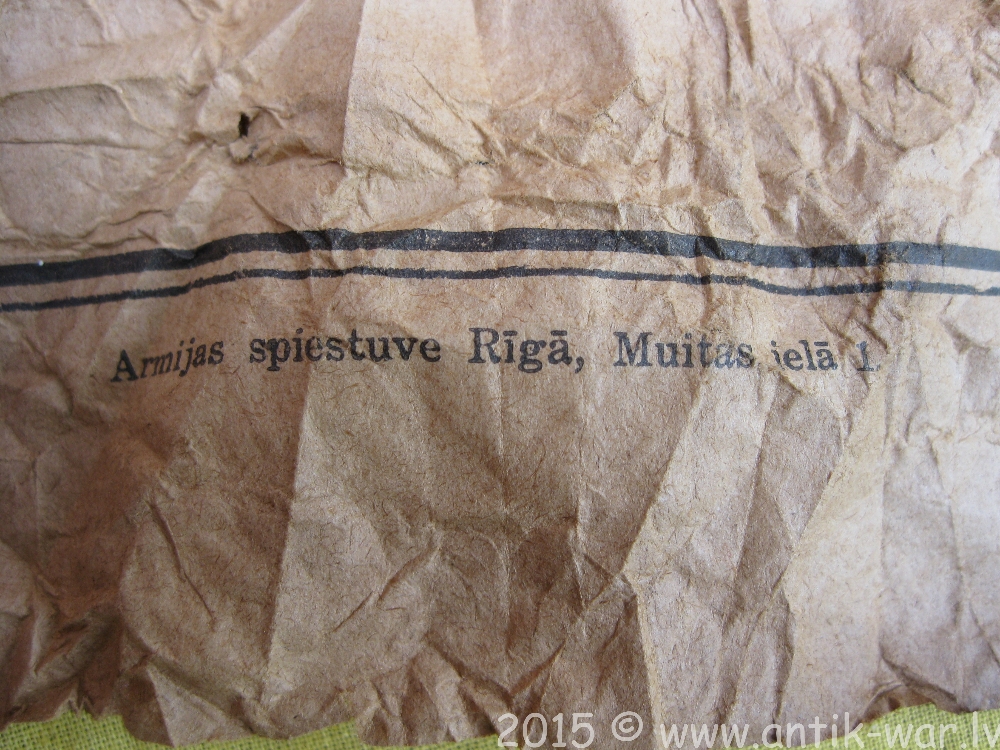 Armijas spiestuve Rīgā, Muitas ielā 1.
2015 © www.antik-war.lv